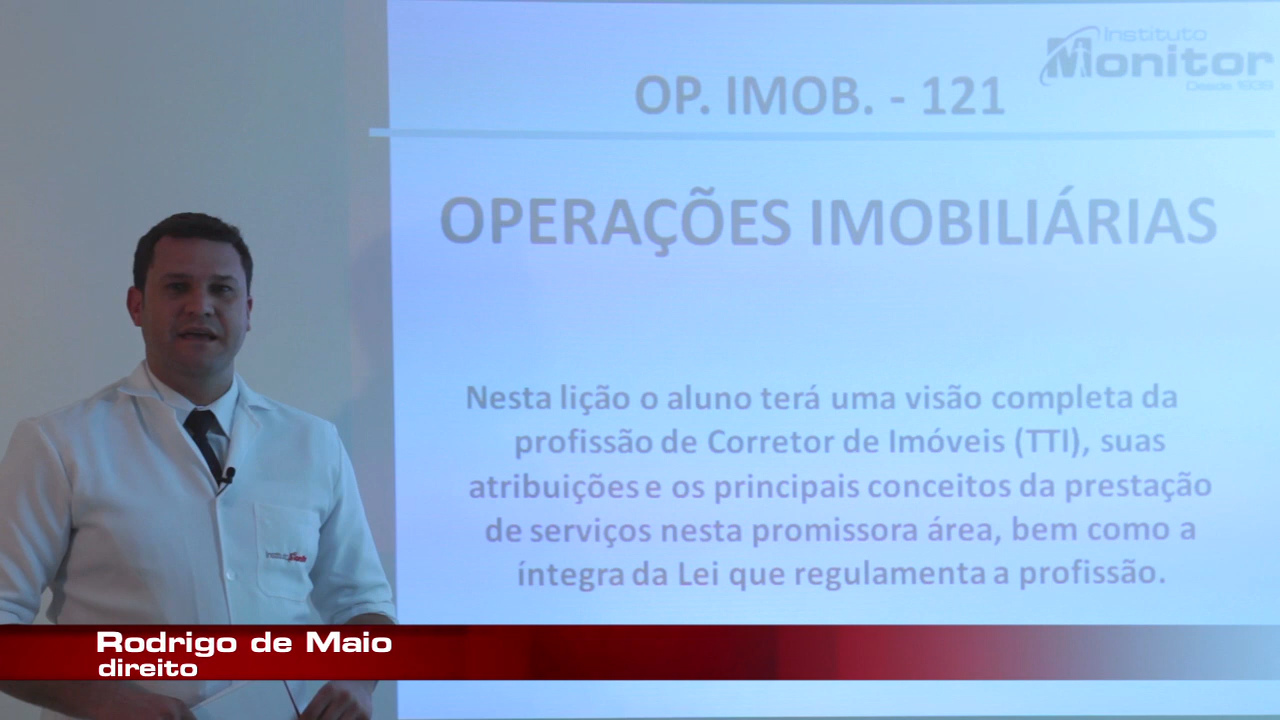 Instituto
Monitor
Desde 1939
OP. IMOB. - 121
OPERAÇÕES IMOBILIÁRIAS
Nesta lição o aluno terá uma visão completa da
profissão de Corretor de Imóveis (TTI), suas
atribuições e os principais conceitos da prestação
de serviços nesta promissora área, bem como a
íntegra da Lei que regulamenta a profissão.
Instituto Monitor
Rodrigo de Maio
direito